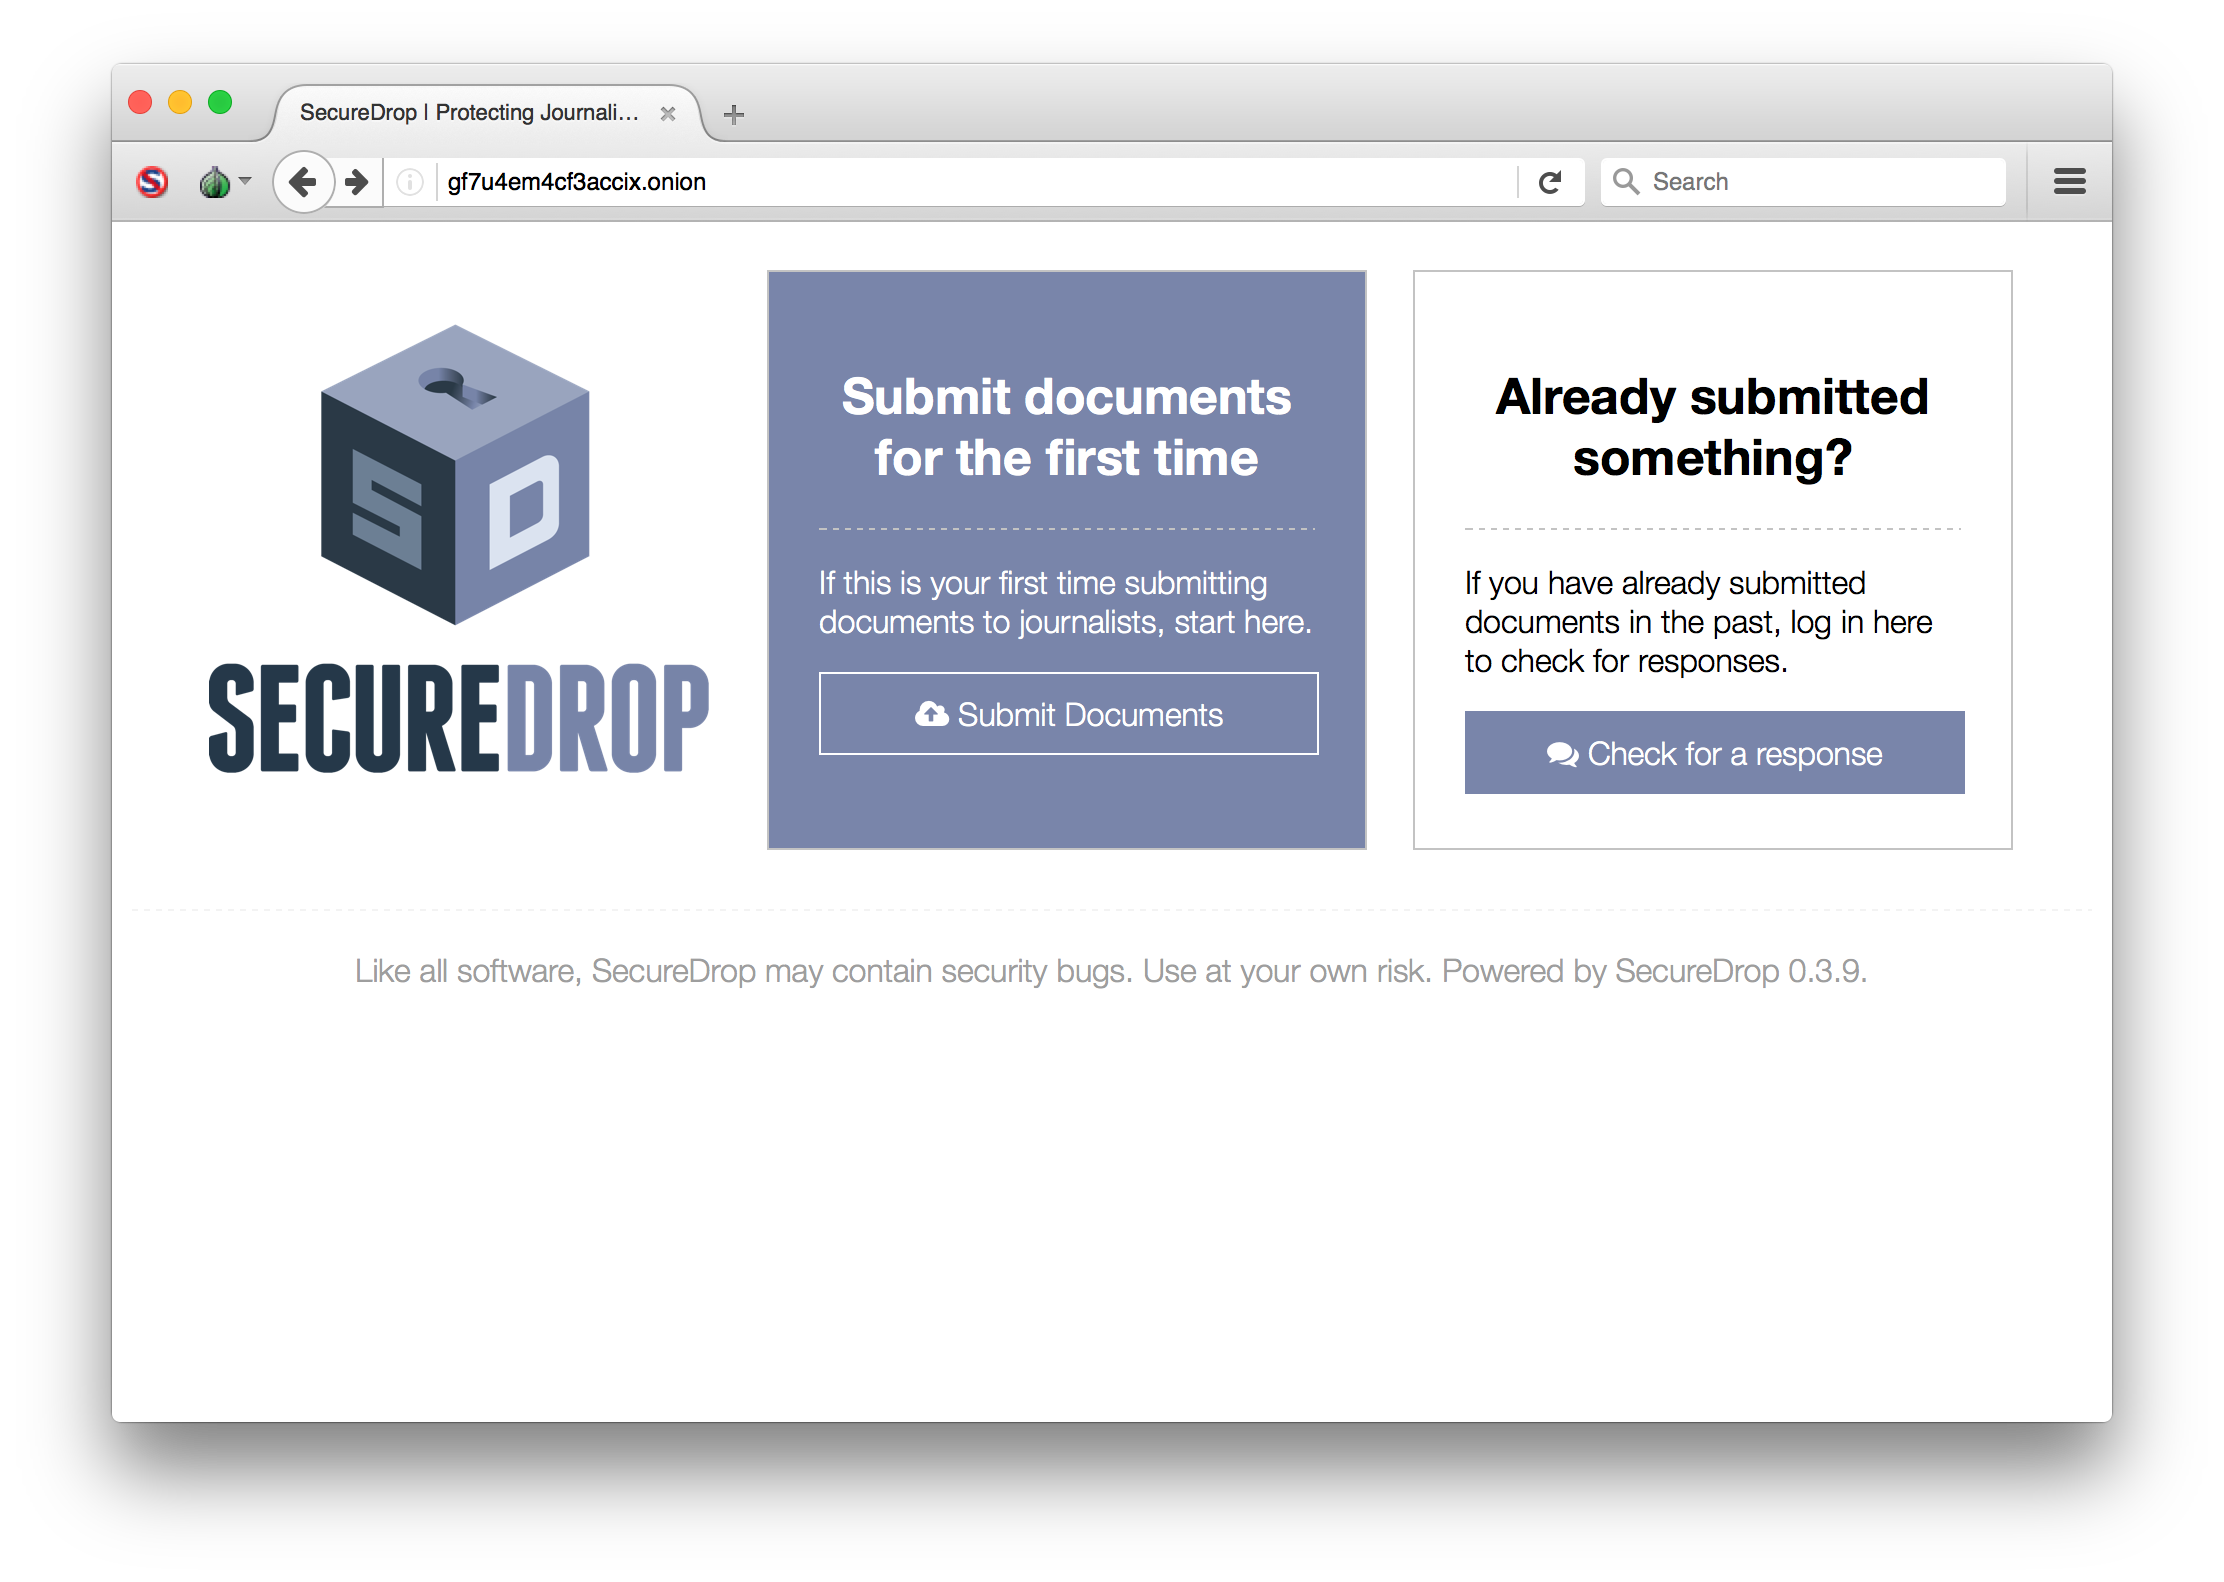 SecureDrop | Protecting Journali...
gf7u4em4cf3accix.onion
Search
S D
SECUREDROP
Submit documents
for the first time
If this is your first time submitting
documents to journalists, start here.
Submit Documents
Already submitted
something?
If you have already submitted
documents in the past, log in here
to check for responses.
Check for a response
Like all software, SecureDrop may contain security bugs. Use at your own risk. Powered by SecureDrop 0.3.9.